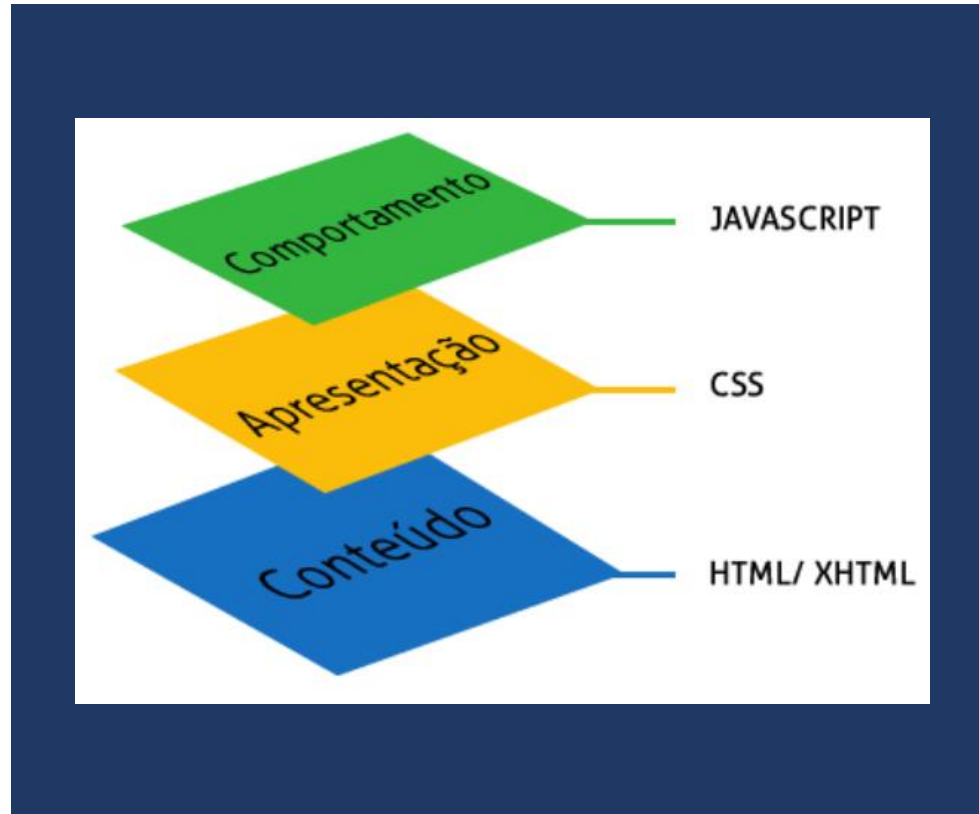 Comportamento
JAVASCRIPT
Apresentação
CSS
Conteúdo
HTML/ XHTML